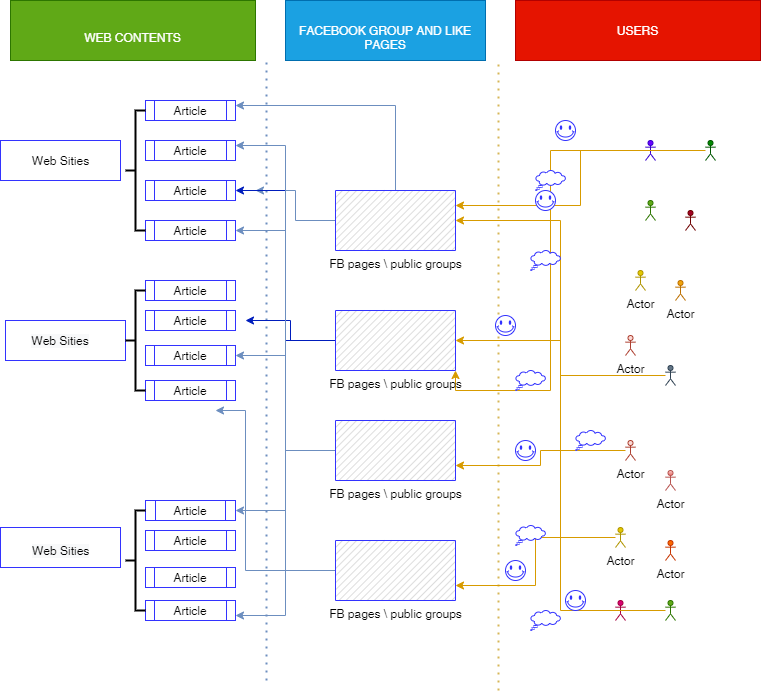 WEB CONTENTS
FACEBOOK GROUP AND LIKE
PAGES
USERS
Article
Web Sities
Article
Article
Article
FB pages \ public groups
Article
Actor
Actor
Article
Web Sities
Article
Actor
FB pages \ public groups
Article
Actor
FB pages \ public groups
Actor
Article
Article
Web Sities
Actor
Actor
Article
Article
FB pages \ public groups